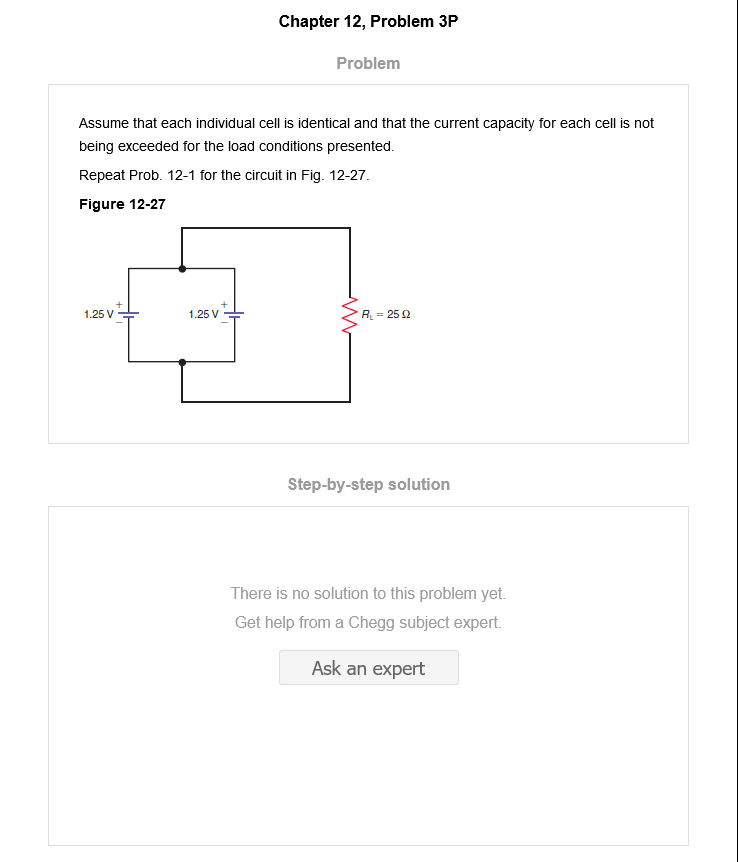 Chapter 12, Problem 3P
Problem
Assume that each individual cell is identical and that the current capacity for each cell is not
being exceeded for the load conditions presented.
Repeat Prob. 12-1 for the circuit in Fig. 12-27.
Figure 12-27
+ +
1.25 V 1.25 V R_L = 25 Ω
− −
Step-by-step solution
There is no solution to this problem yet.
Get help from a Chegg subject expert.
Ask an expert